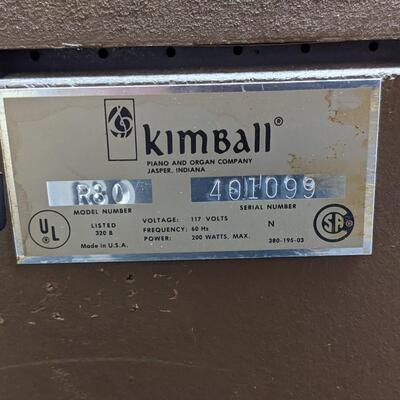 KIMBALL®
PIANO AND ORGAN COMPANY
JASPER, INDIANA
R80 401099
MODEL NUMBER SERIAL NUMBER
UL
LISTED
320 B
Made in U.S.A.
VOLTAGE: 117 VOLTS
FREQUENCY: 60 Hz
POWER: 200 WATTS, MAX.
N
SA
380-195-03